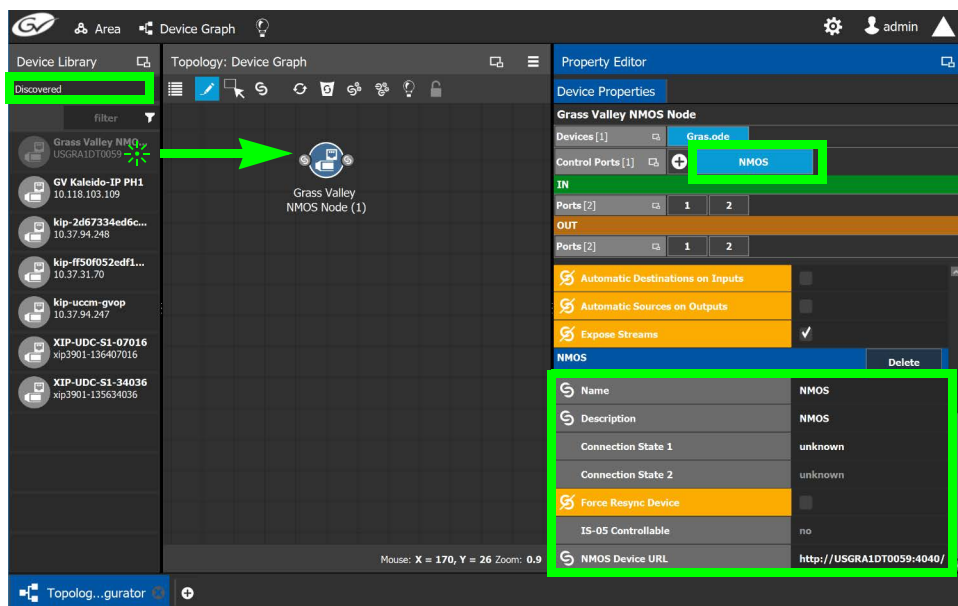 GV Area Device Graph admin
Device Library
Discovered
filter
Grass Valley NMO...
USGRA1DT0059
GV Kaleido-IP PH1
10.118.103.109
kip-2d67334ed6c...
10.37.94.248
kip-ff50f052edf1...
10.37.31.70
kip-uccm-gvop
10.37.94.247
XIP-UDC-S1-07016
xip3901-136407016
XIP-UDC-S1-34036
xip3901-135634036
Topology: Device Graph
Grass Valley
NMOS Node (1)
Mouse: X = 170, Y = 26 Zoom: 0.9
Property Editor
Device Properties
Grass Valley NMOS Node
Devices [1] Gras.ode
Control Ports [1] NMOS
IN
Ports [2] 1 2
OUT
Ports [2] 1 2
Automatic Destinations on Inputs
Automatic Sources on Outputs
Expose Streams
NMOS Delete
Name NMOS
Description NMOS
Connection State 1 unknown
Connection State 2 unknown
Force Resync Device
IS-05 Controllable no
NMOS Device URL http://USGRA1DT0059:4040/
Topolog...gurator